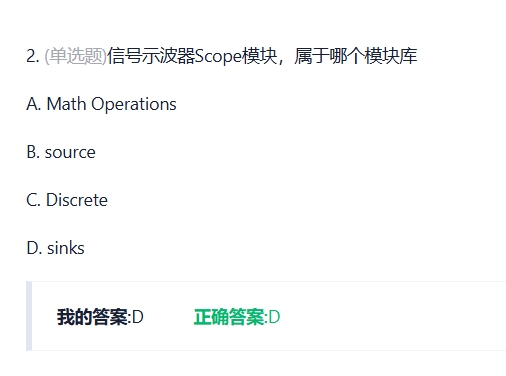 2. (单选题)信号示波器Scope模块，属于哪个模块库
A. Math Operations
B. source
C. Discrete
D. sinks
我的答案:D 正确答案:D